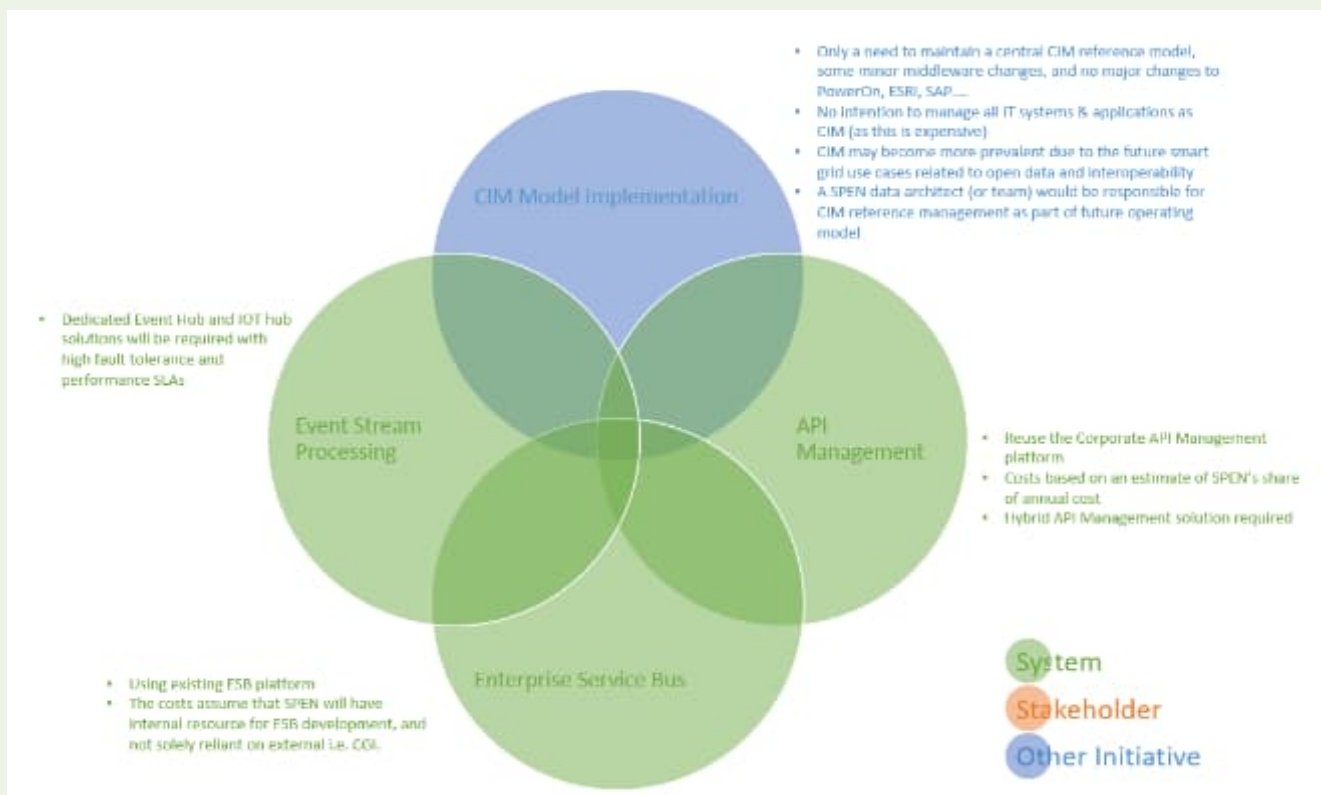 • Only a need to maintain a central CIM reference model,
some minor middleware changes, and no major changes to
PowerOn, ESRI, SAP....
• No intention to manage all IT systems & applications as
CIM (as this is expensive)
• CIM may become more prevalent due to the future smart
grid use cases related to open data and interoperability
• A SPEN data architect (or team) would be responsible for
CIM reference management as part of future operating
model
CIM Model Implementation
• Dedicated Event Hub and IOT hub
solutions will be required with
high fault tolerance and
performance SLAs
Event Stream
Processing
API
Management
• Reuse the Corporate API Management
platform
• Costs based on an estimate of SPEN's share
of annual cost
• Hybrid API Management solution required
Enterprise Service Bus
• Using existing ESB platform
• The costs assume that SPEN will have
internal resource for ESB development, and
not solely reliant on external i.e. CGI.
System
Stakeholder
Other Initiative